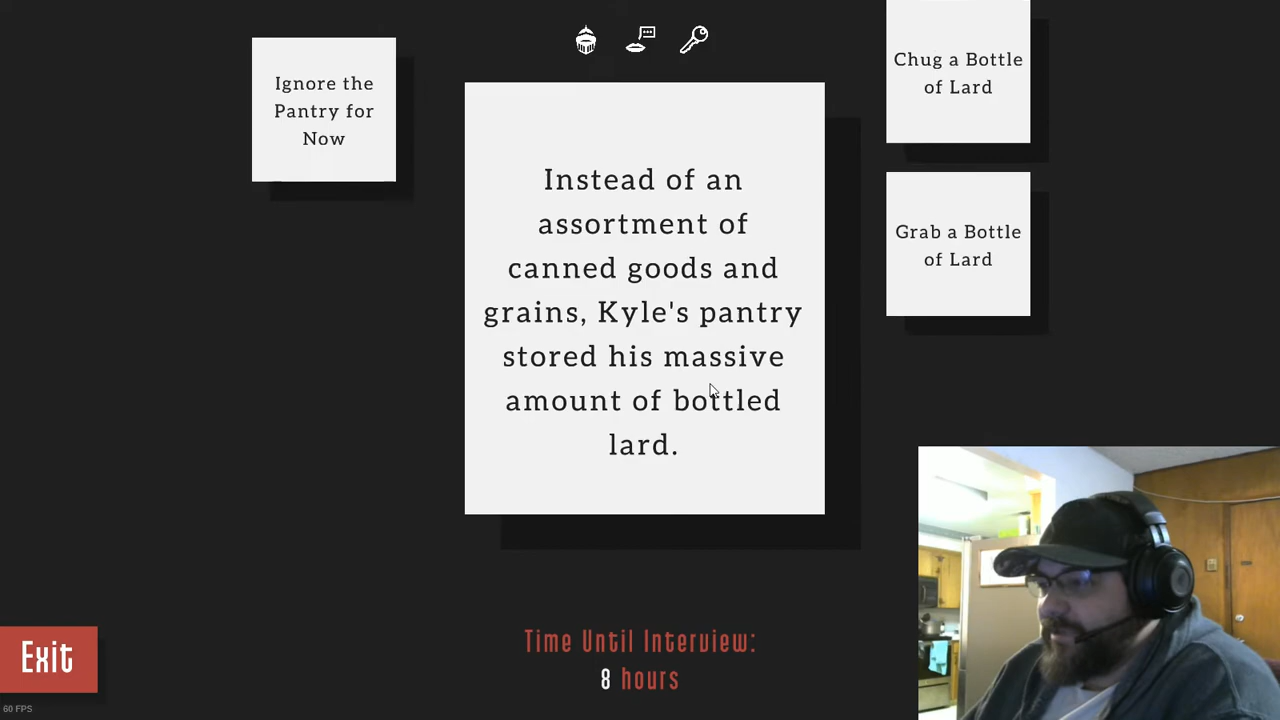 Ignore the
Pantry for
Now
Instead of an
assortment of
canned goods and
grains, Kyle's pantry
stored his massive
amount of bottled
lard.
Chug a Bottle
of Lard
Grab a Bottle
of Lard
Time Until Interview:
8 hours
Exit
60 FPS